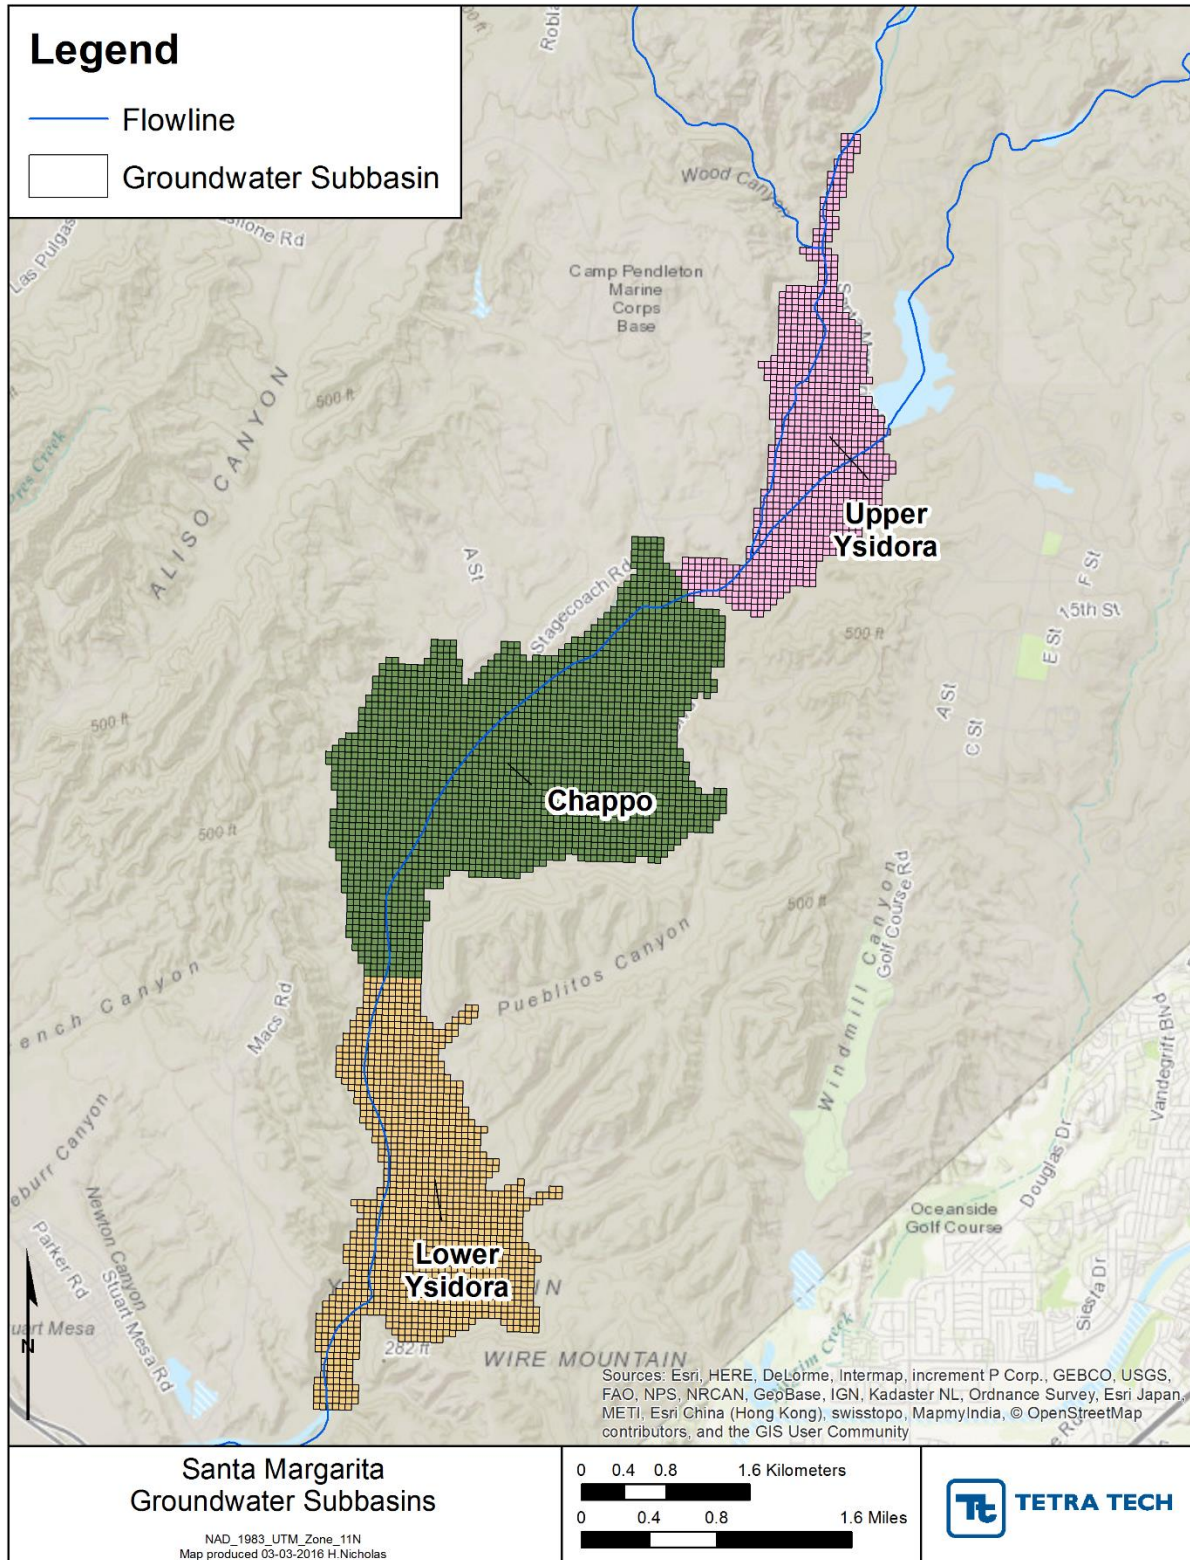 Legend
Flowline
Groundwater Subbasin
Wood Canyon
Las Pulgas
Camp Pendleton
Marine
Corps
Base
500 ft
ALISO CANYON
A St
Stagecoach Rd
Upper
Ysidora
F St
15th St
E St
500 ft
A St
C St
500 ft
Chappo
500 ft
500 ft
Windmill Canyon
Golf Course Rd
Pueblitos Canyon
Macs Rd
Vandegrift Blvd
Douglas Dr
Newton Canyon
Parker Rd
Stuart Mesa Rd
Oceanside
Golf Course
Siesta Dr
Lower
Ysidora
282 ft
WIRE MOUNTAIN
N
Sources: Esri, HERE, DeLorme, Intermap, increment P Corp., GEBCO, USGS,
FAO, NPS, NRCAN, GeoBase, IGN, Kadaster NL, Ordnance Survey, Esri Japan,
METI, Esri China (Hong Kong), swisstopo, MapmyIndia, © OpenStreetMap
contributors, and the GIS User Community
Santa Margarita
Groundwater Subbasins
NAD_1983_UTM_Zone_11N
Map produced 03-03-2016 H.Nicholas
0 0.4 0.8 1.6 Kilometers
0 0.4 0.8 1.6 Miles
Tt TETRA TECH